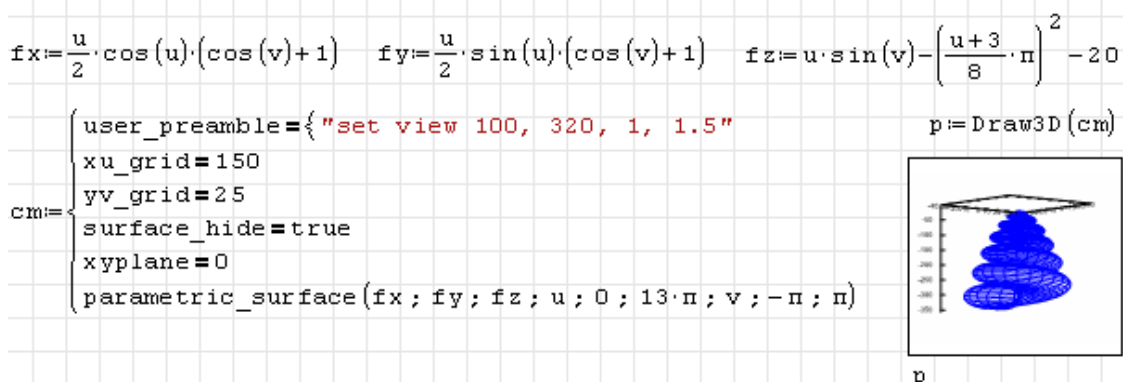 fx:=u/2·cos(u)·(cos(v)+1) fy:=u/2·sin(u)·(cos(v)+1) fz:=u·sin(v)-((u+3)/8·π)^2-20
cm:={user_preamble={"set view 100, 320, 1, 1.5"
xu_grid=150
yv_grid=25
surface_hide=true
xyplane=0
parametric_surface(fx ; fy ; fz ; u ; 0 ; 13·π ; v ; -π ; π)
p:=Draw3D(cm)
p